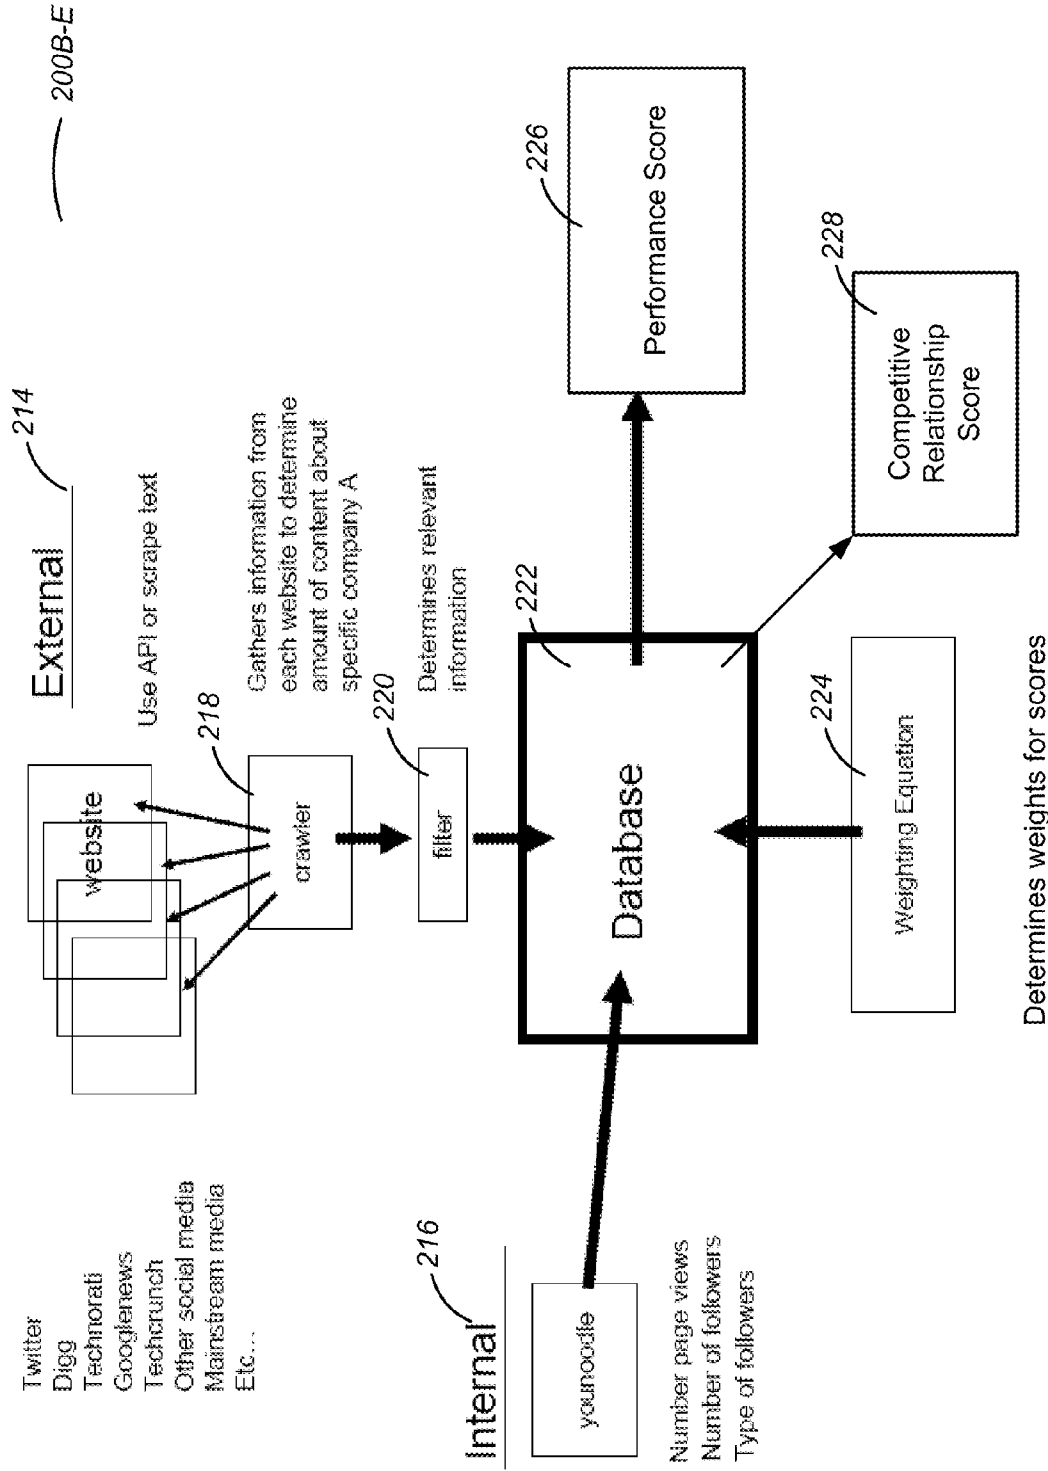 200B-E
External
214
Twitter
Digg
Technorati
Googlenews
Techcrunch
Other social media
Mainstream media
Etc...
website
Use API or scrape text
218
crawler
Gathers information from
each website to determine
amount of content about
specific company A
220
filter
Determines relevant
information
Internal
216
younoodle
Number page views
Number of followers
Type of followers
222
Database
226
Performance Score
228
Competitive
Relationship
Score
224
Weighting Equation
Determines weights for scores